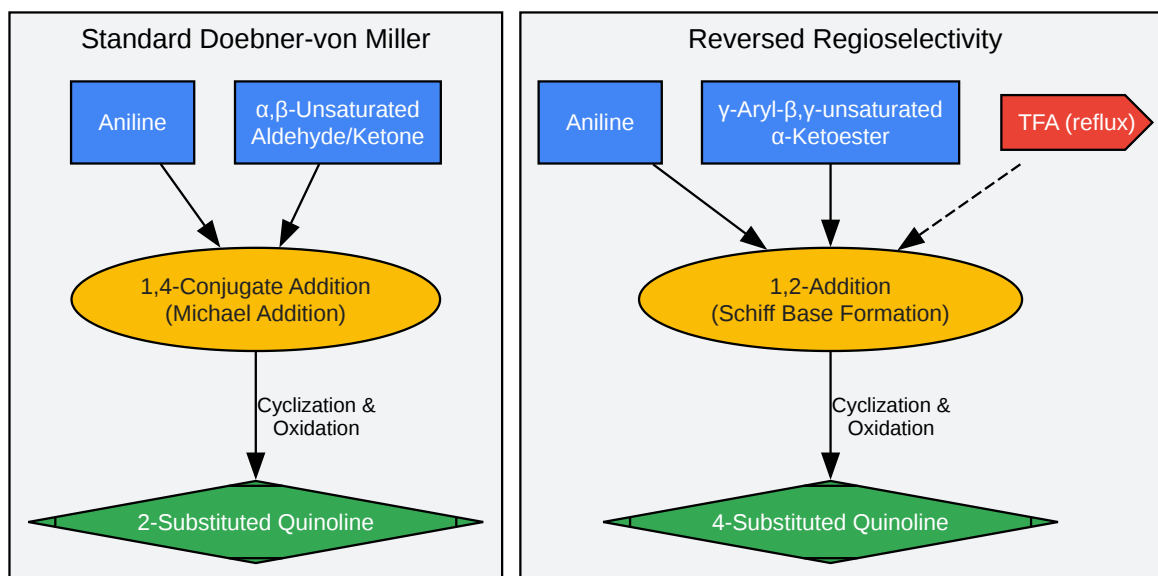 Standard Doebner-von Miller
Aniline
α,β-Unsaturated
Aldehyde/Ketone
1,4-Conjugate Addition
(Michael Addition)
Cyclization &
Oxidation
2-Substituted Quinoline
Reversed Regioselectivity
Aniline
γ-Aryl-β,γ-unsaturated
α-Ketoester
TFA (reflux)
1,2-Addition
(Schiff Base Formation)
Cyclization &
Oxidation
4-Substituted Quinoline